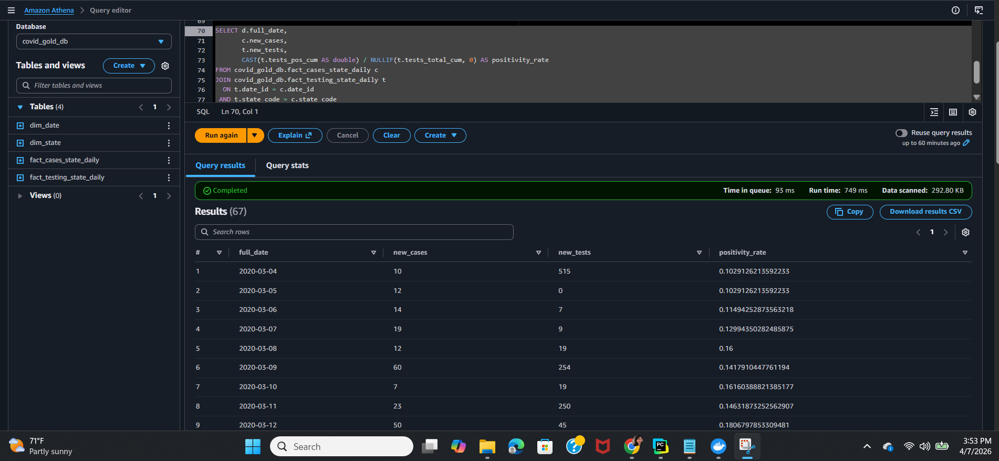 Amazon Athena > Query editor
Database
covid_gold_db
Tables and views
Create
Filter tables and views
Tables (4)
1
dim_date
dim_state
fact_cases_state_daily
fact_testing_state_daily
Views (0)
1
69
70 SELECT d.full_date,
71 c.new_cases,
72 t.new_tests,
73 CAST(t.tests_pos_cum AS double) / NULLIF(t.tests_total_cum, 0) AS positivity_rate
74 FROM covid_gold_db.fact_cases_state_daily c
75 JOIN covid_gold_db.fact_testing_state_daily t
76 ON t.date_id = c.date_id
77 AND t.state_code = c.state_code
SQL Ln 70, Col 1
Run again
Explain
Cancel
Clear
Create
Reuse query results
up to 60 minutes ago
Query results
Query stats
Completed
Time in queue: 93 ms Run time: 749 ms Data scanned: 292.80 KB
Results (67)
Copy
Download results CSV
Search rows
1
# full_date new_cases new_tests positivity_rate
1 2020-03-04 10 515 0.1029126213592233
2 2020-03-05 12 0 0.1029126213592233
3 2020-03-06 14 7 0.11494252873563218
4 2020-03-07 19 9 0.12994350282485875
5 2020-03-08 12 19 0.16
6 2020-03-09 60 254 0.1417910447761194
7 2020-03-10 7 19 0.16160388821385177
8 2020-03-11 23 250 0.14631873252562907
9 2020-03-12 50 45 0.1806797853309481
71°F
Partly sunny
Search
PC
3:53 PM
4/7/2026